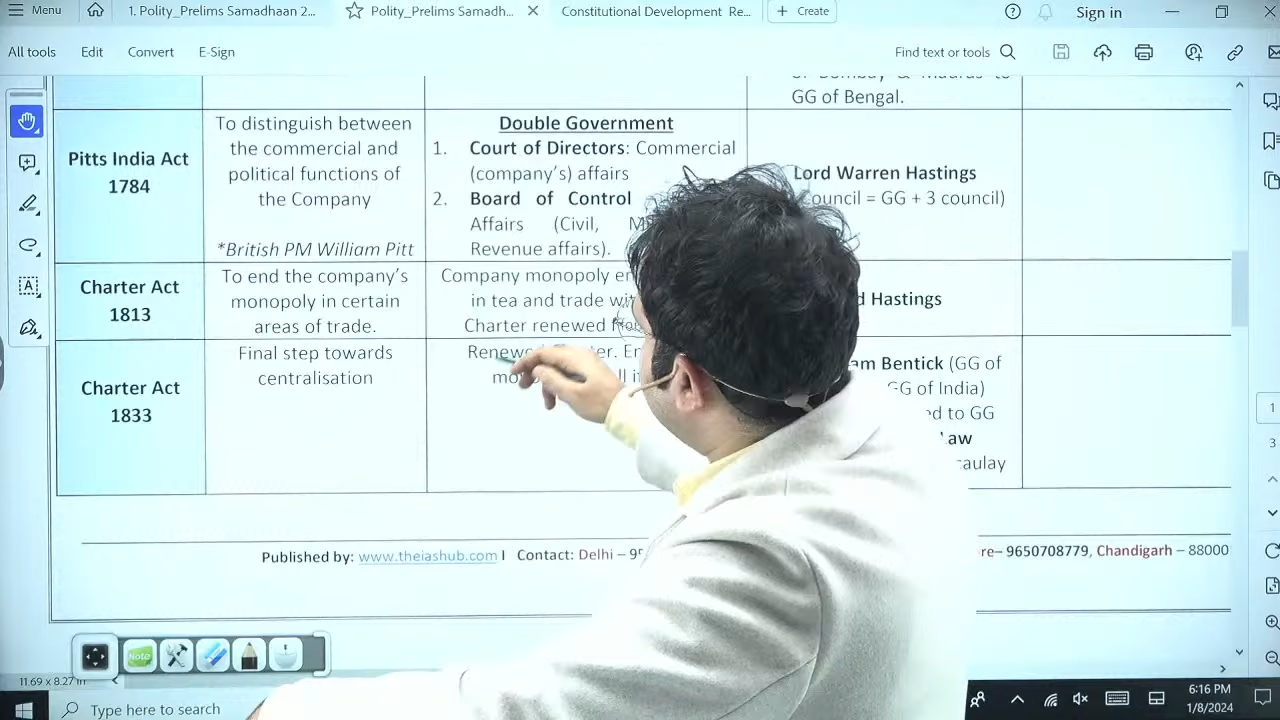 Menu
1. Polity_Prelims Samadhaan 2...
Polity_Prelims Samadh...
Constitutional Development Re...
+ Create
Sign in
All tools
Edit
Convert
E-Sign
Find text or tools
GG of Bengal.
Pitts India Act
1784
To distinguish between
the commercial and
political functions of
the Company
*British PM William Pitt
Double Government
1. Court of Directors: Commercial
(company's) affairs
2. Board of Control
Affairs (Civil,
Revenue affairs).
Lord Warren Hastings
= GG + 3 council)
Charter Act
1813
To end the company's
monopoly in certain
areas of trade.
Company monopoly
in tea and trade
Charter renewed
Hastings
Charter Act
1833
Final step towards
centralisation
Bentick (GG of
GG of India)
to GG
Published by: www.theiashub.com I Contact: Delhi –
– 9650708779, Chandigarh – 88000
1
3
Note
11.69 x 8.27 in
Type here to search
6:16 PM
1/8/2024